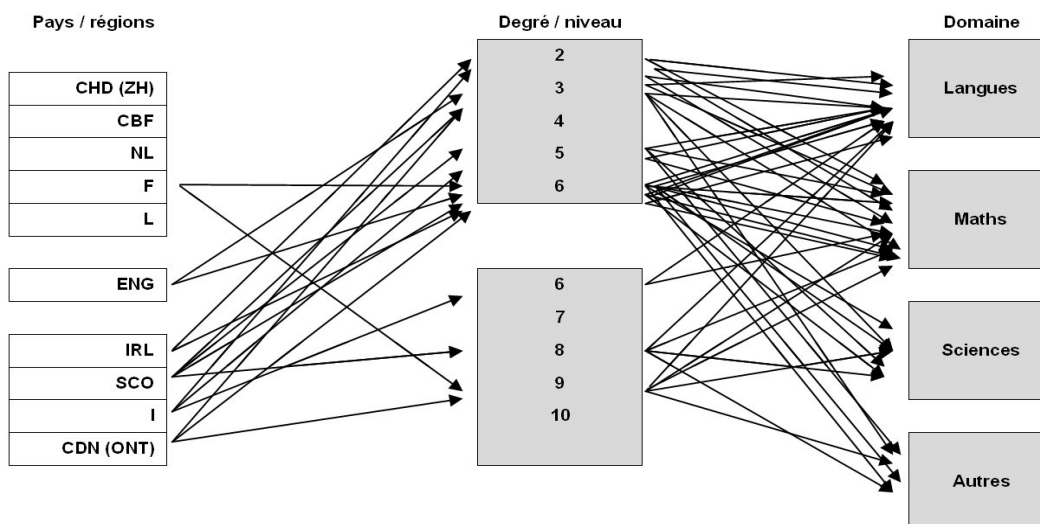 Pays / régions
Degré / niveau
Domaine
CHD (ZH)
CBF
NL
F
L
ENG
IRL
SCO
I
CDN (ONT)
2
3
4
5
6
6
7
8
9
10
Langues
Maths
Sciences
Autres